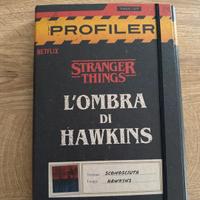 PROFILER
NETFLIX
STRANGER
THINGS
L'OMBRA
DI
HAWKINS
SCONOSCIUTA
HAWKINS